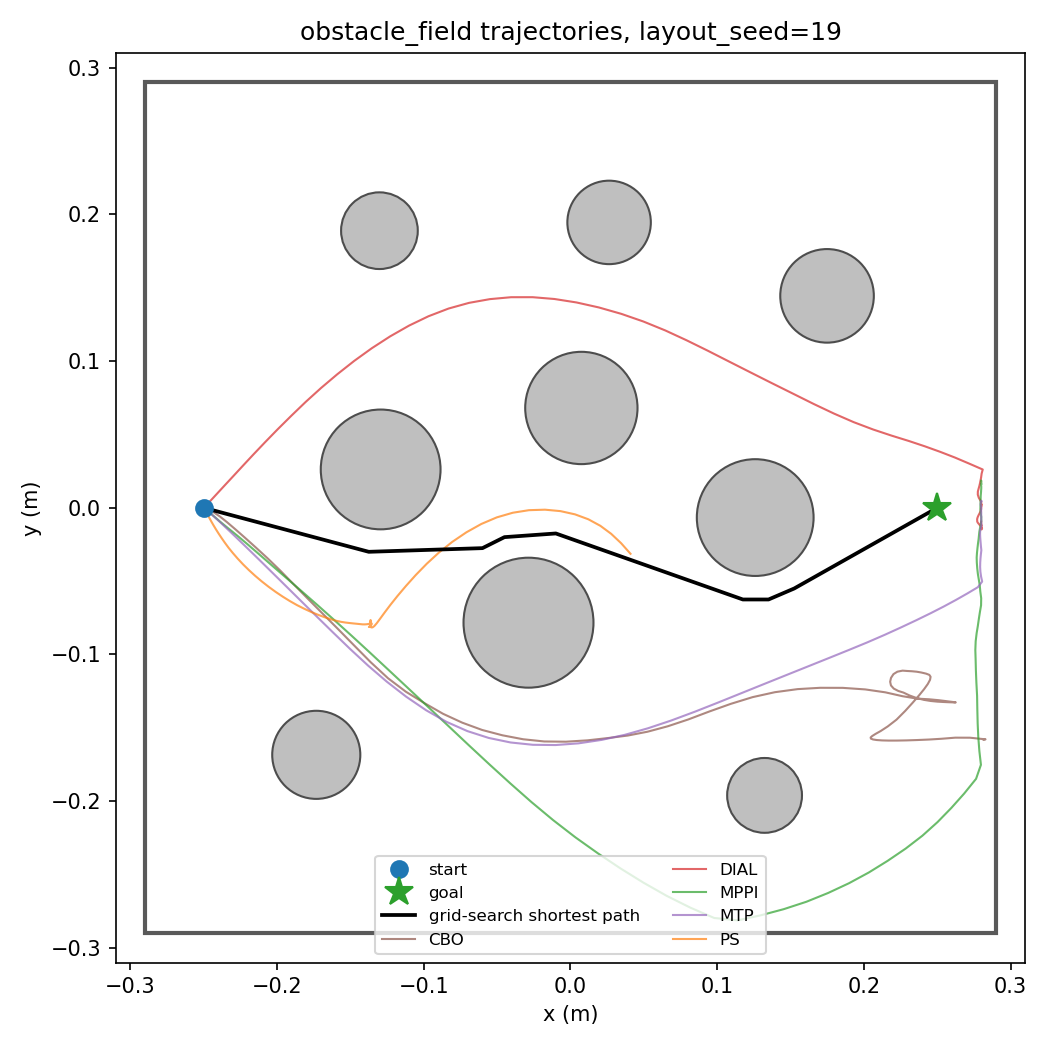 obstacle_field trajectories, layout_seed=19
0.3
0.2
0.1
0.0
−0.1
−0.2
−0.3
y (m)
−0.3
−0.2
−0.1
0.0
0.1
0.2
0.3
x (m)
start
goal
grid-search shortest path
CBO
DIAL
MPPI
MTP
PS